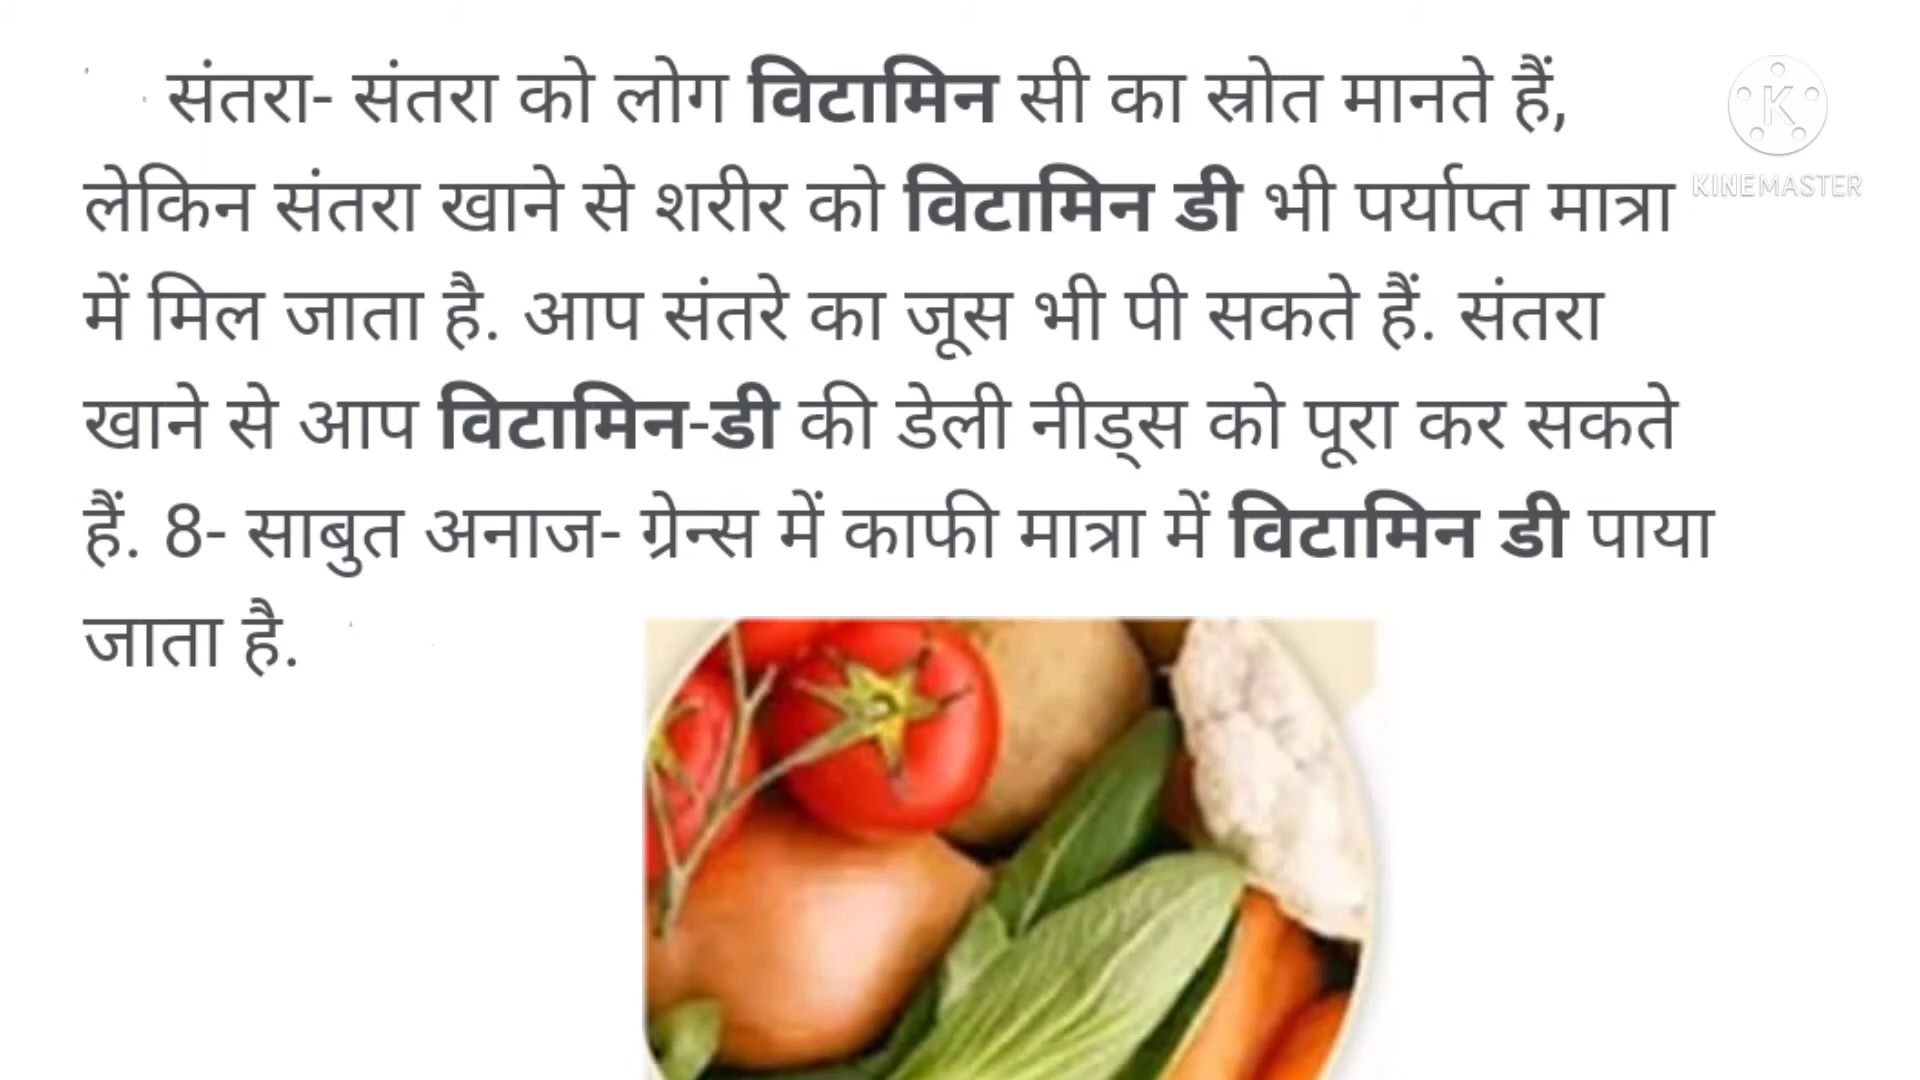 संतरा- संतरा को लोग विटामिन सी का स्रोत मानते हैं,
लेकिन संतरा खाने से शरीर को विटामिन डी भी पर्याप्त मात्रा
में मिल जाता है. आप संतरे का जूस भी पी सकते हैं. संतरा
खाने से आप विटामिन-डी की डेली नीड्स को पूरा कर सकते
हैं. 8- साबुत अनाज- ग्रेन्स में काफी मात्रा में विटामिन डी पाया
जाता है.
K
KINEMASTER